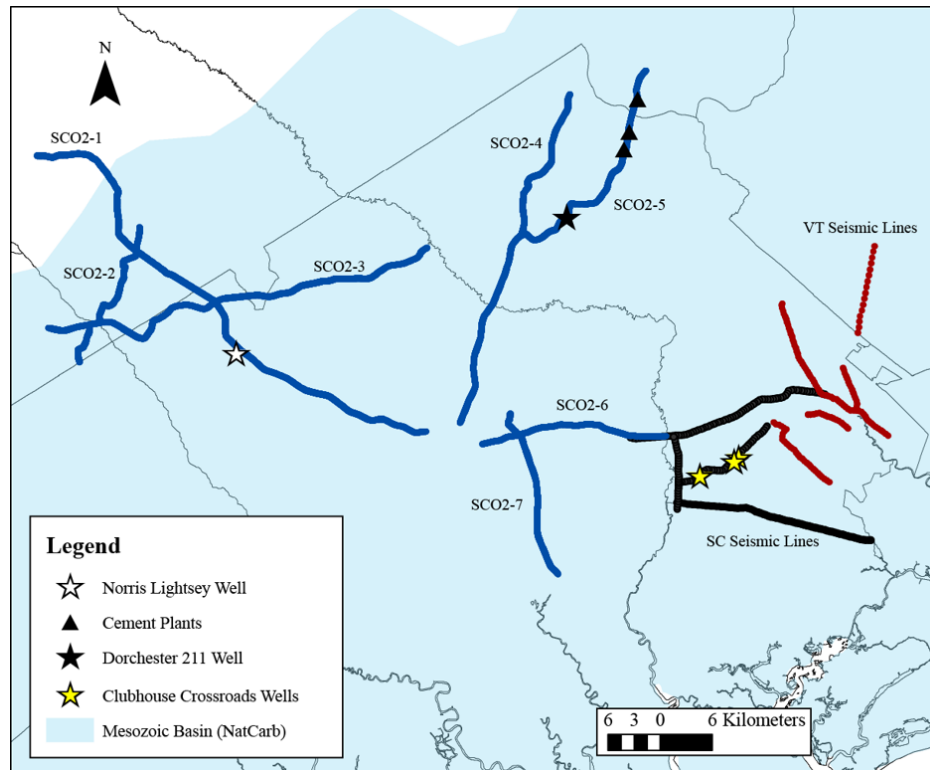 N
SCO2-1
SCO2-4
SCO2-5
VT Seismic Lines
SCO2-2
SCO2-3
SCO2-6
SCO2-7
SC Seismic Lines
Legend
Norris Lightsey Well
Cement Plants
Dorchester 211 Well
Clubhouse Crossroads Wells
Mesozoic Basin (NatCarb)
6 3 0 6 Kilometers